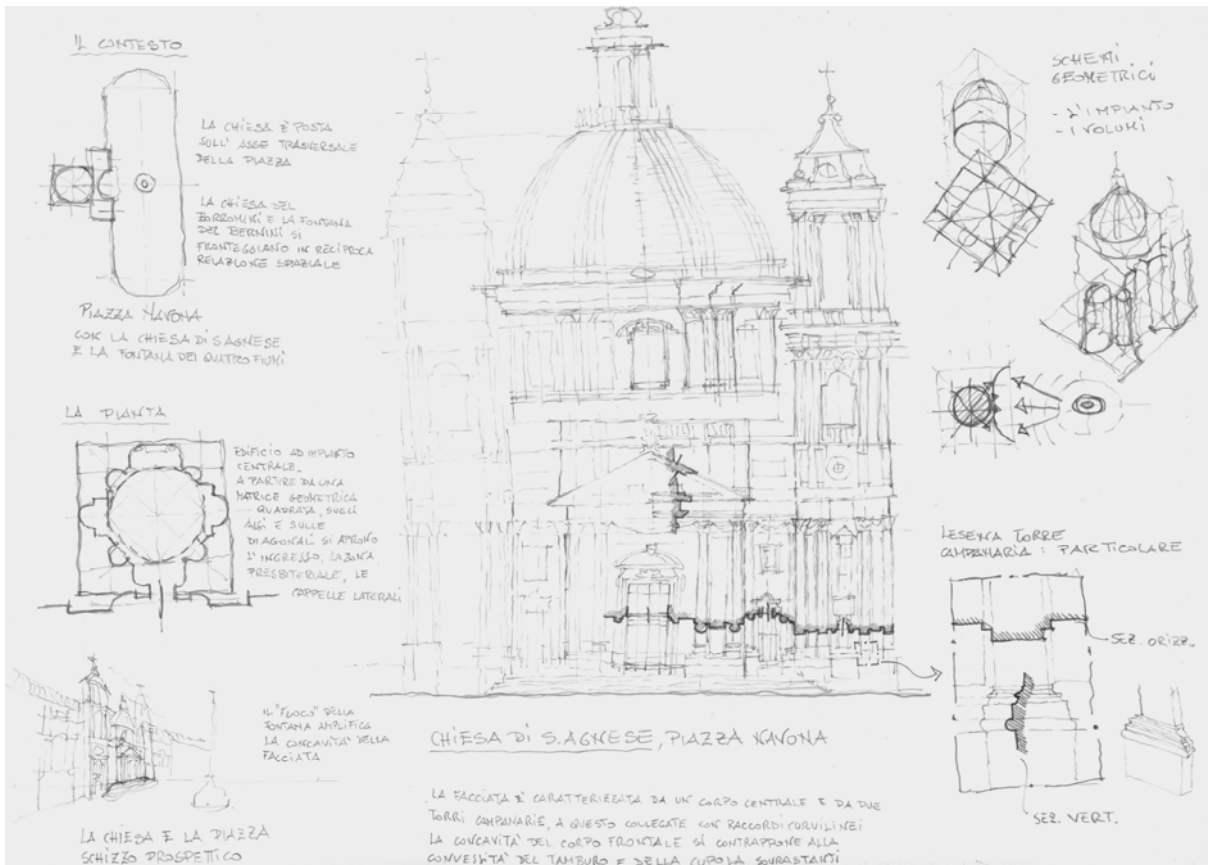 IL CONTESTO
LA CHIESA È POSTA
SULL' ASSE TRASVERSALE
DELLA PIAZZA
LA CHIESA DEL
BORROMINI E LA FONTANA
DEL BERNINI SI
FRONTEGGIANO IN RECIPROCA
RELAZIONE SPAZIALE
PIAZZA NAVONA
CON LA CHIESA DI S.AGNESE
E LA FONTANA DEI QUATTRO FIUMI
LA PIANTA
EDIFICIO AD IMPIANTO
CENTRALE.
A PARTIRE DA UNA
MATRICE GEOMETRICA
QUADRATA, SUGLI
ASSI E SULLE
DIAGONALI SI APRONO
L'INGRESSO, LA ZONA
PRESBITERIALE, LE
CAPPELLE LATERALI
IL "FUOCO" DELLA
FONTANA AMPLIFICA
LA CONCAVITA' DELLA
FACCIATA
LA CHIESA E LA PIAZZA
SCHIZZO PROSPETTICO
CHIESA DI S.AGNESE, PIAZZA NAVONA
LA FACCIATA È CARATTERIZZATA DA UN CORPO CENTRALE E DA DUE
TORRI CAMPANARIE, A QUESTO COLLEGATE CON RACCORDI CURVILINEI
LA CONCAVITÀ DEL CORPO FRONTALE SI CONTRAPPONE ALLA
CONVESSITÀ DEL TAMBURO E DELLA CUPOLA SOVRASTANTI
SCHEMI
GEOMETRICI
- L'IMPIANTO
- I VOLUMI
LESENA TORRE
CAMPANARIA : PARTICOLARE
SEZ. ORIZZ.
SEZ. VERT.